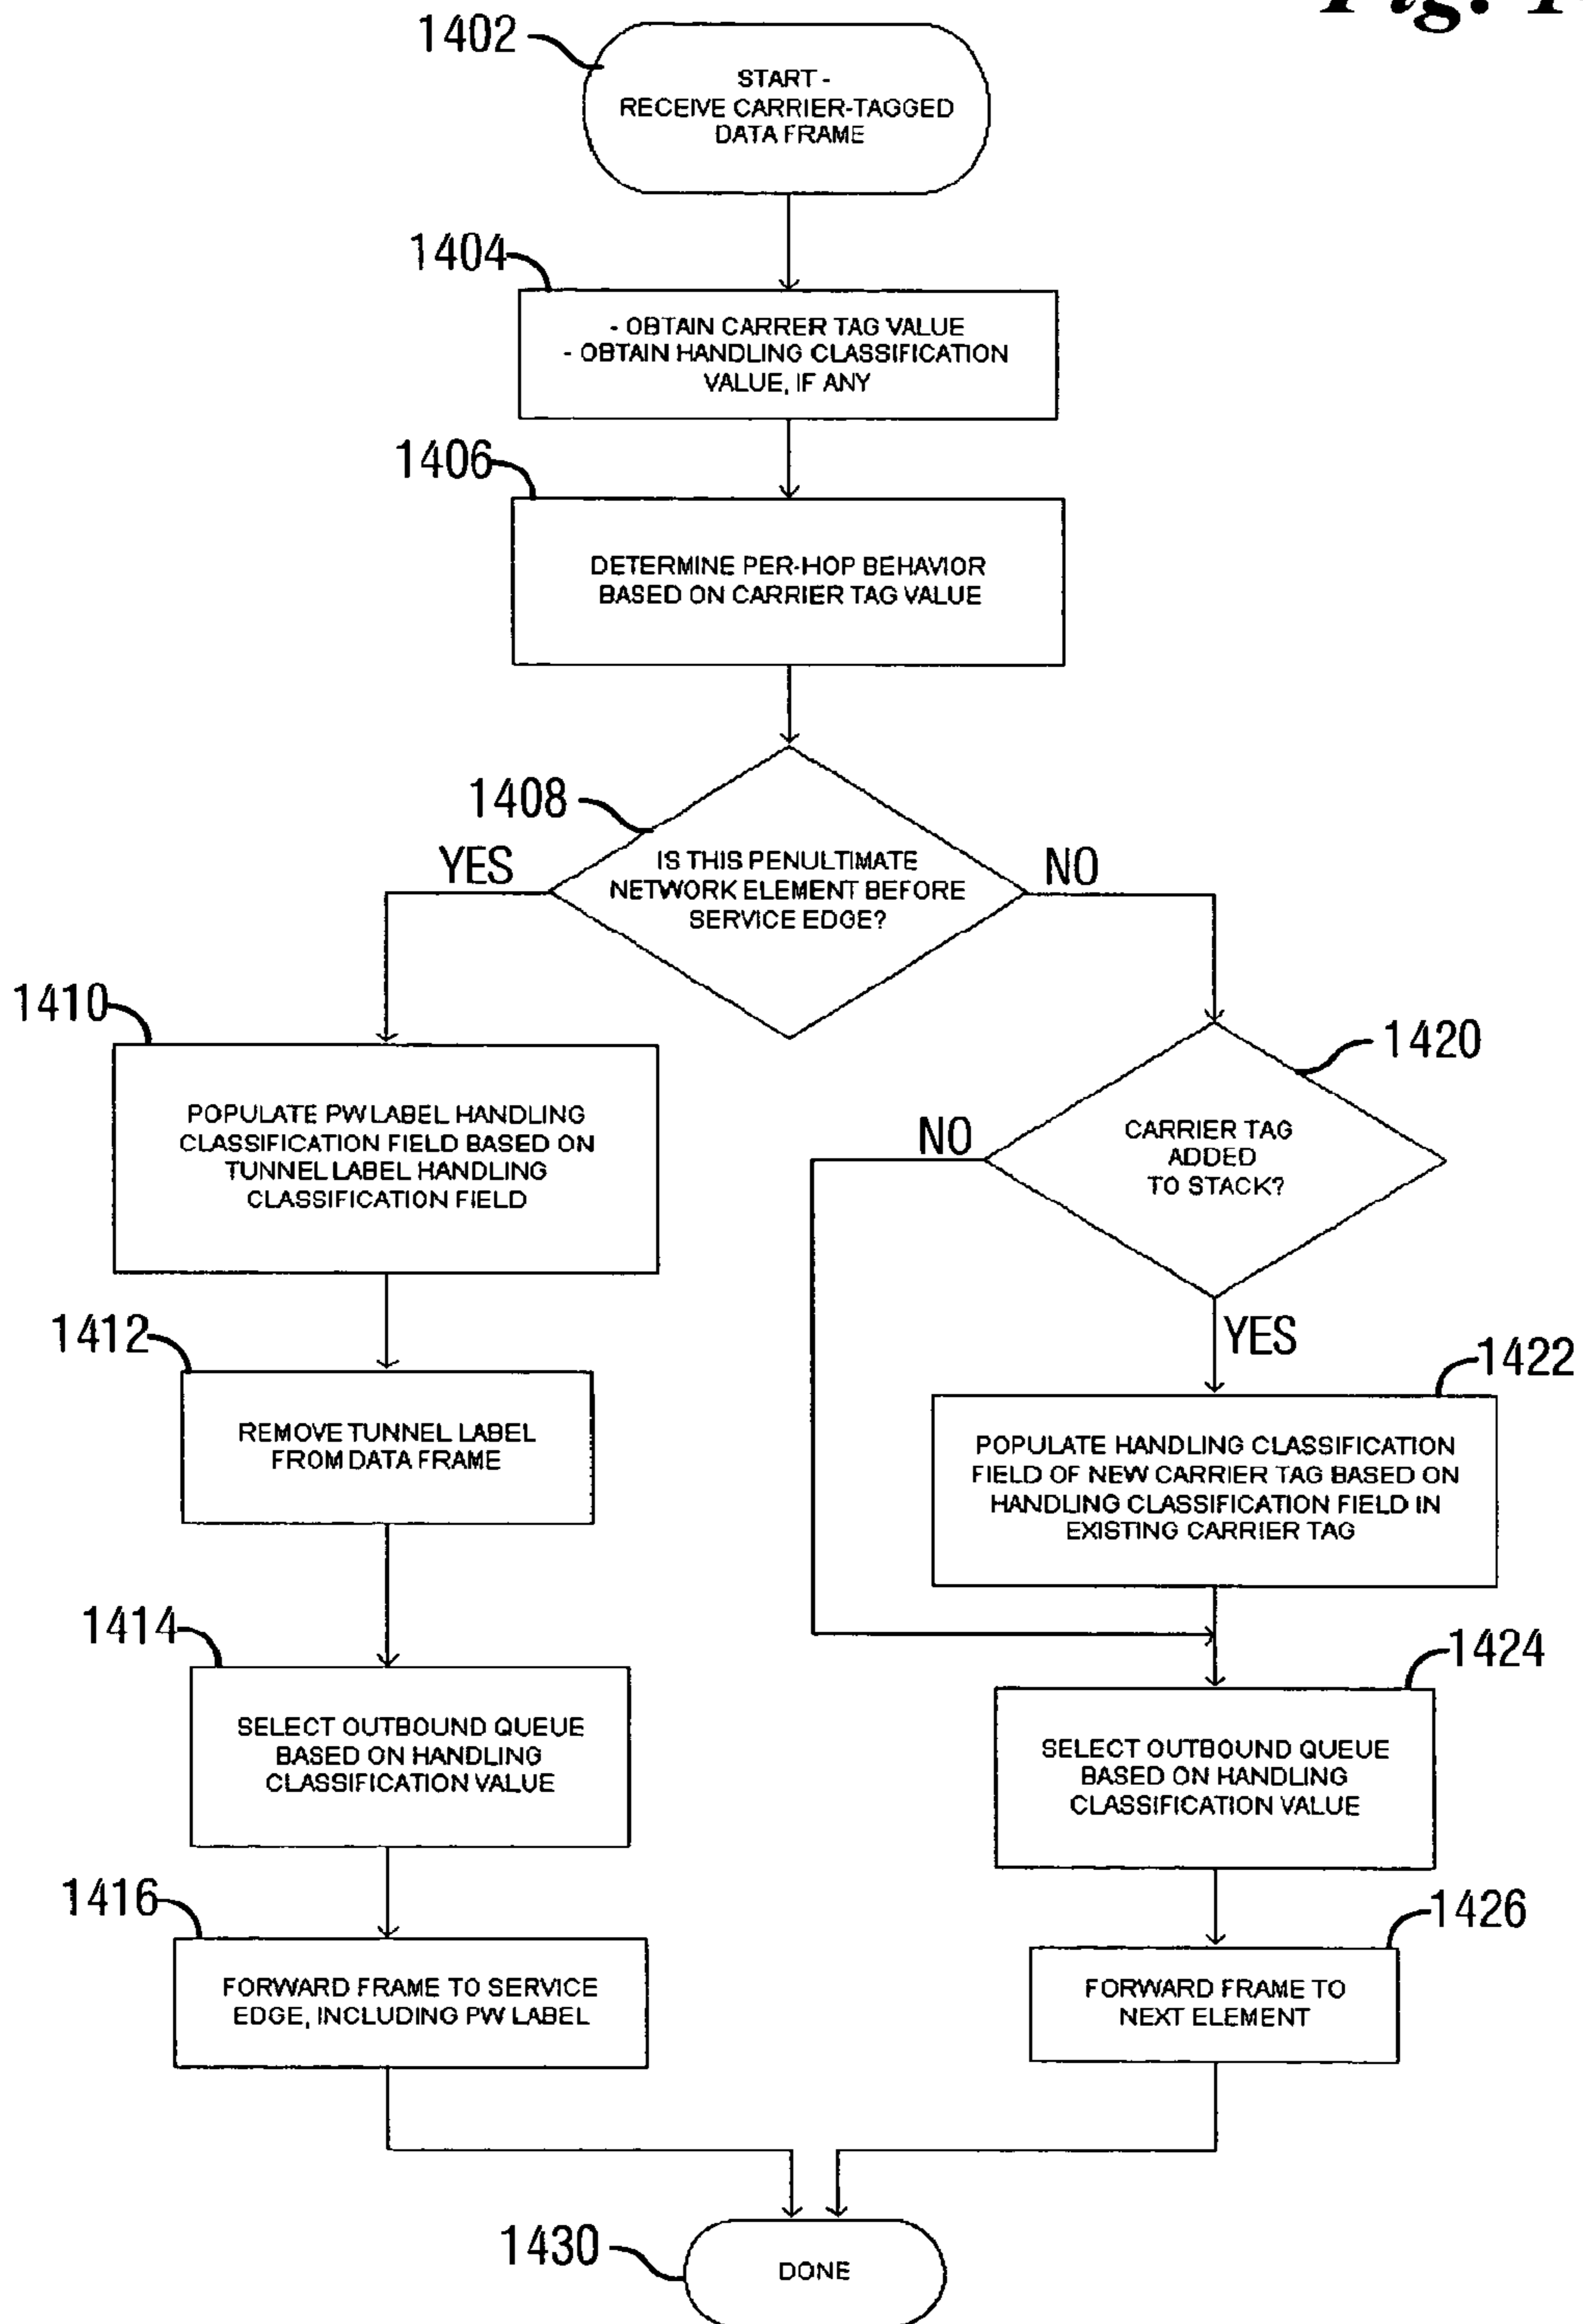 Fig. 1
1402
START -
RECEIVE CARRIER-TAGGED
DATA FRAME
1404
- OBTAIN CARRER TAG VALUE
- OBTAIN HANDLING CLASSIFICATION
VALUE, IF ANY
1406
DETERMINE PER-HOP BEHAVIOR
BASED ON CARRIER TAG VALUE
1408
YES
IS THIS PENULTIMATE
NETWORK ELEMENT BEFORE
SERVICE EDGE?
NO
1410
POPULATE PW LABEL HANDLING
CLASSIFICATION FIELD BASED ON
TUNNEL LABEL HANDLING
CLASSIFICATION FIELD
1420
NO
CARRIER TAG
ADDED
TO STACK?
YES
1412
REMOVE TUNNEL LABEL
FROM DATA FRAME
1422
POPULATE HANDLING CLASSIFICATION
FIELD OF NEW CARRIER TAG BASED ON
HANDLING CLASSIFICATION FIELD IN
EXISTING CARRIER TAG
1414
SELECT OUTBOUND QUEUE
BASED ON HANDLING
CLASSIFICATION VALUE
1424
SELECT OUTBOUND QUEUE
BASED ON HANDLING
CLASSIFICATION VALUE
1416
FORWARD FRAME TO SERVICE
EDGE, INCLUDING PW LABEL
1426
FORWARD FRAME TO
NEXT ELEMENT
1430
DONE